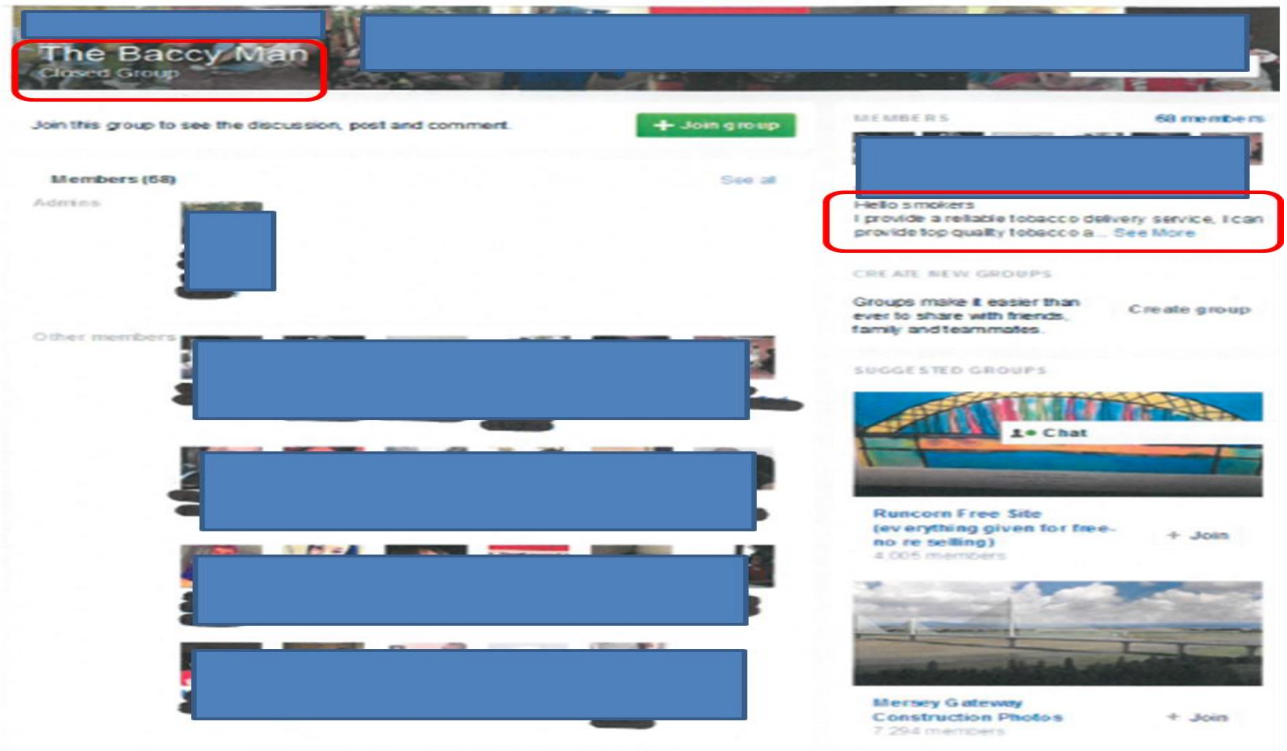 The Baccy Man
Closed Group
Join this group to see the discussion, post and comment.
+ Join group
Members (68)
See all
Admins
Other members
MEMBERS
68 members
Hello smokers
I provide a reliable tobacco delivery service, I can
provide top quality tobacco a... See More
CREATE NEW GROUPS
Groups make it easier than
ever to share with friends,
family and teammates.
Create group
SUGGESTED GROUPS
Chat
Runcorn Free Site
(everything given for free-
no re selling)
+ Join
4,005 members
Mersey Gateway
Construction Photos
+ Join
7,294 members